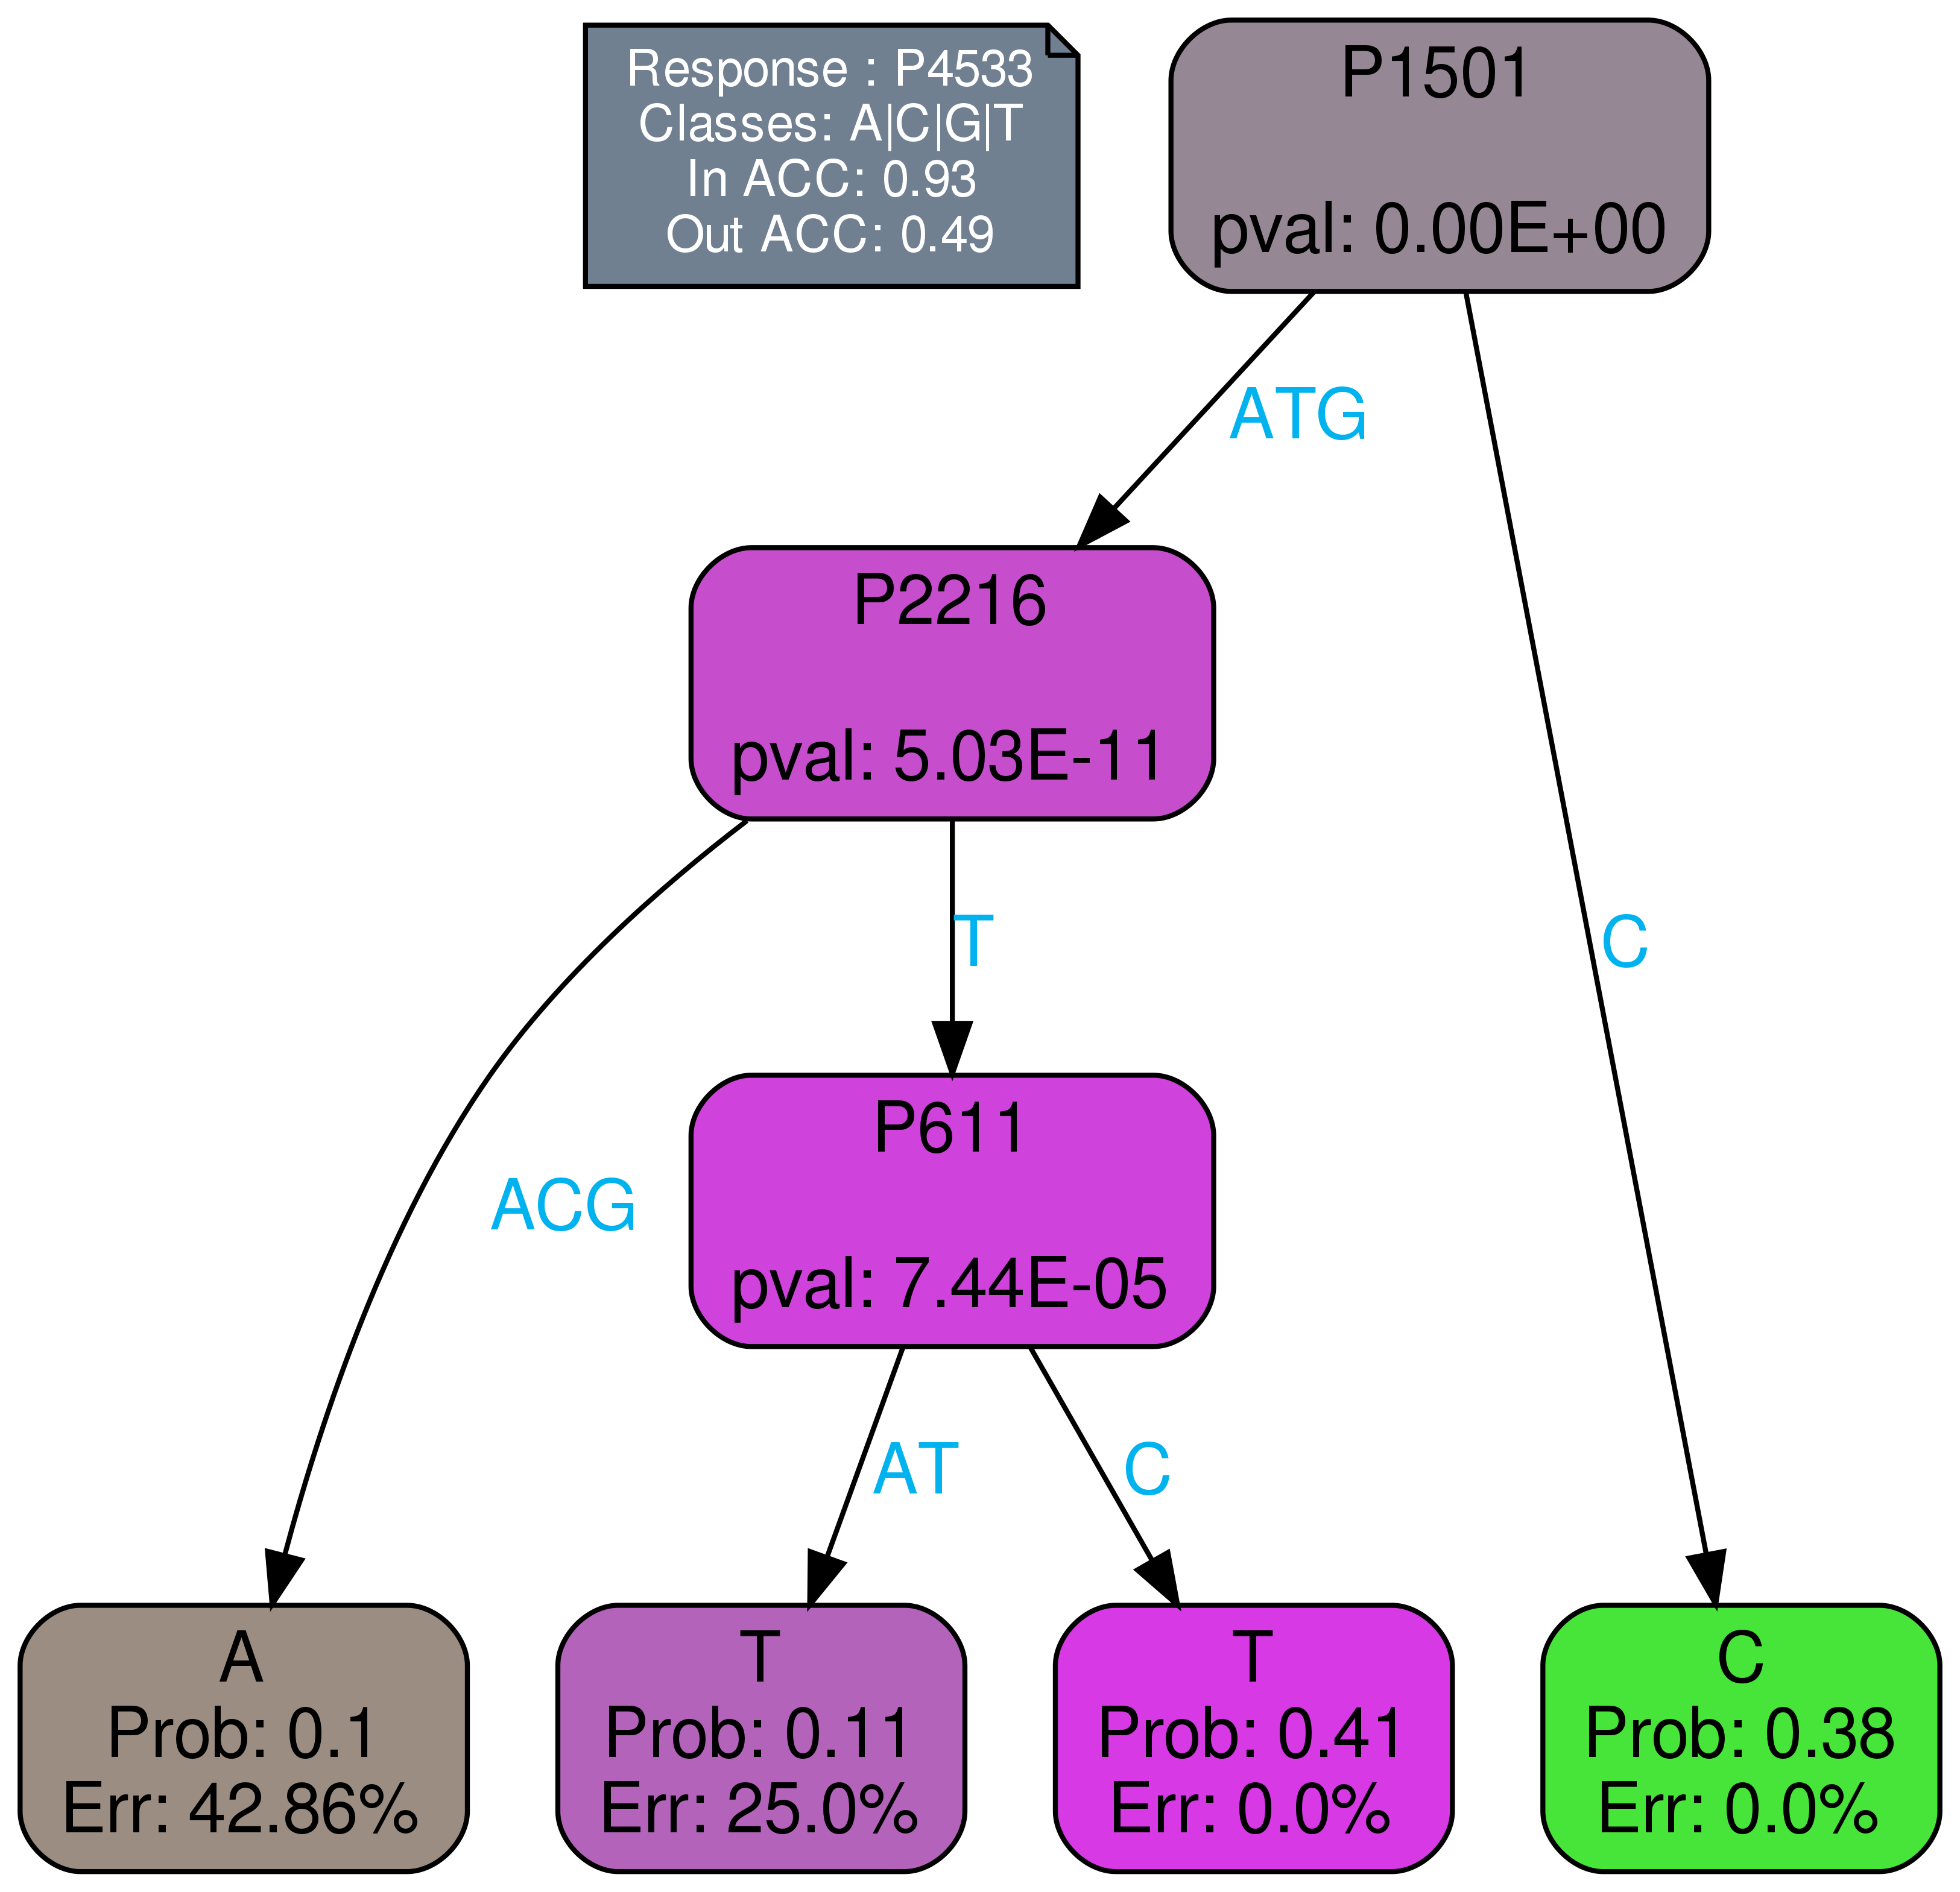 Response : P4533
Classes: A|C|G|T
In ACC: 0.93
Out ACC: 0.49
P1501
pval: 0.00E+00
ATG
P2216
pval: 5.03E-11
T
C
P611
pval: 7.44E-05
ACG
AT
C
A
Prob: 0.1
Err: 42.86%
T
Prob: 0.11
Err: 25.0%
T
Prob: 0.41
Err: 0.0%
C
Prob: 0.38
Err: 0.0%